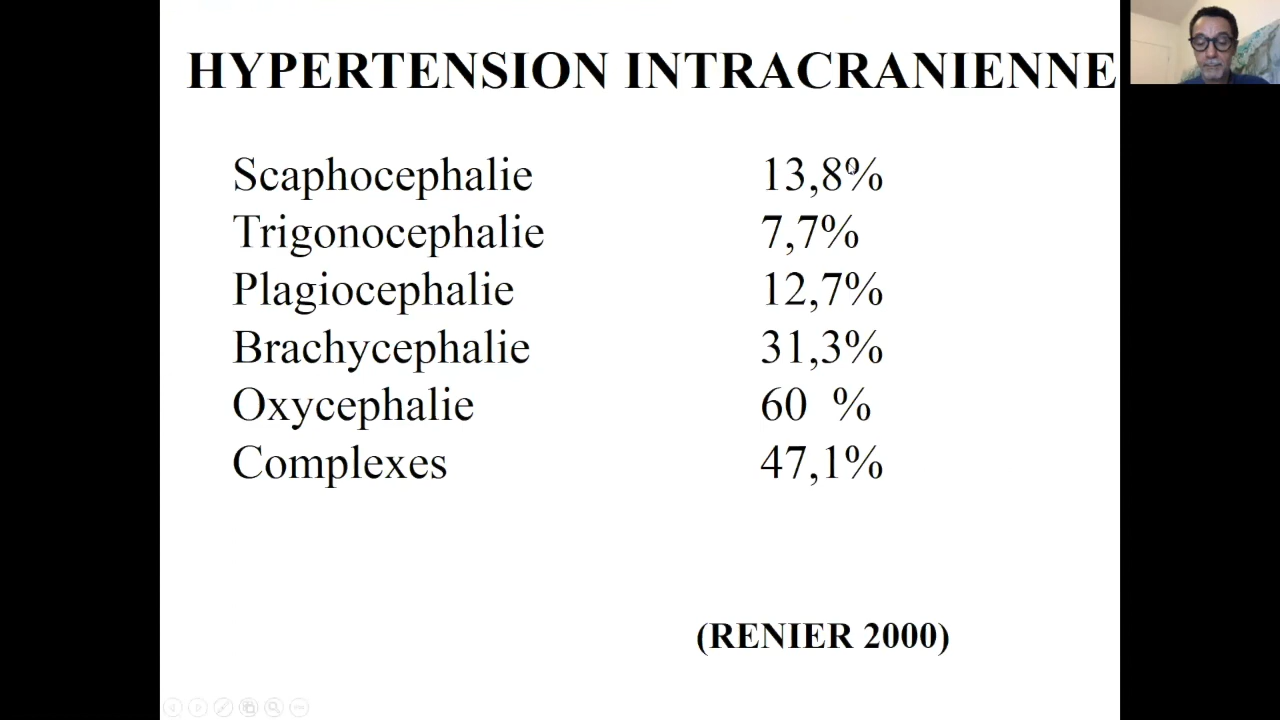 HYPERTENSION INTRACRANIENNE
Scaphocephalie 13,8%
Trigonocephalie 7,7%
Plagiocephalie 12,7%
Brachycephalie 31,3%
Oxycephalie 60 %
Complexes 47,1%
(RENIER 2000)